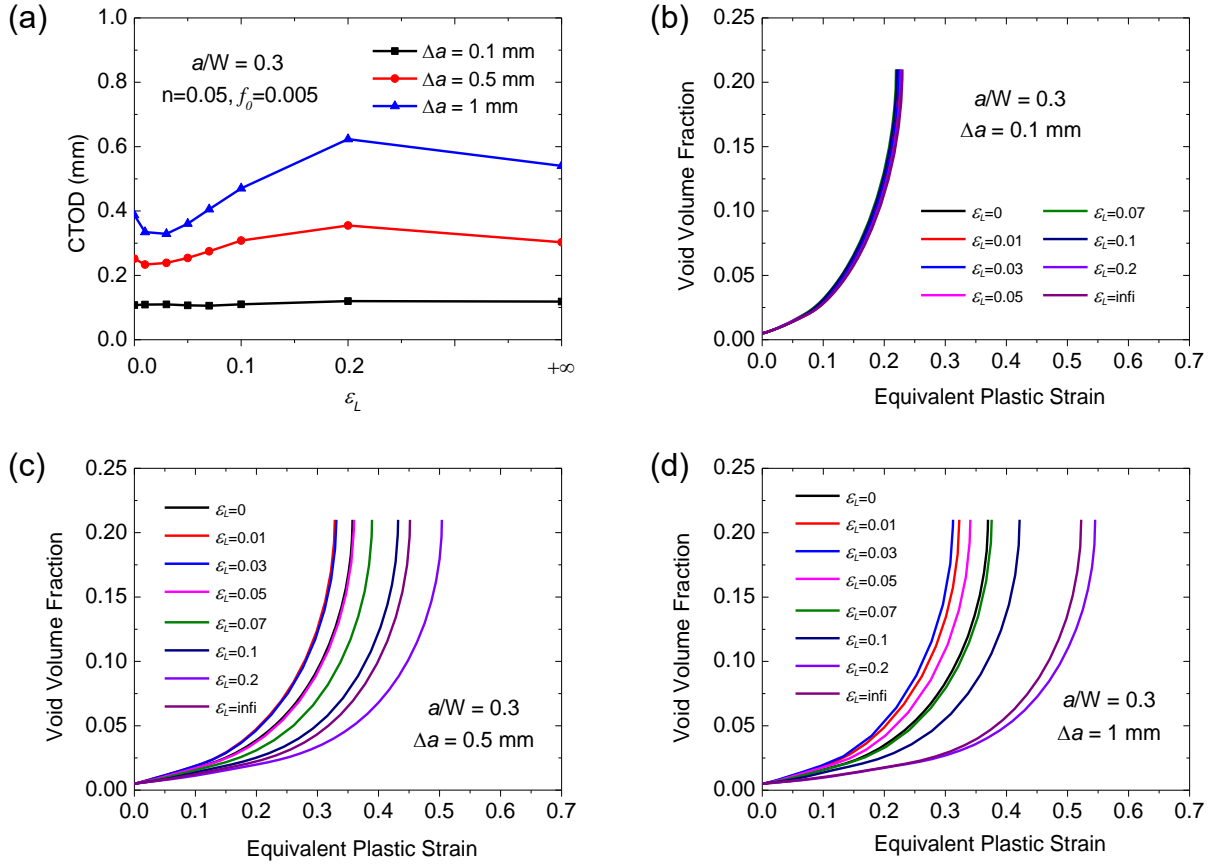 (a)
1.0
0.8
0.6
0.4
0.2
0.0
CTOD (mm)
a/W = 0.3
n=0.05, f0=0.005
Δa = 0.1 mm
Δa = 0.5 mm
Δa = 1 mm
0.0 0.1 0.2 +∞
εL
(b)
0.25
0.20
0.15
0.10
0.05
0.00
Void Volume Fraction
a/W = 0.3
Δa = 0.1 mm
εL=0
εL=0.01
εL=0.03
εL=0.05
εL=0.07
εL=0.1
εL=0.2
εL=infi
0.0 0.1 0.2 0.3 0.4 0.5 0.6 0.7
Equivalent Plastic Strain
(c)
0.25
0.20
0.15
0.10
0.05
0.00
Void Volume Fraction
εL=0
εL=0.01
εL=0.03
εL=0.05
εL=0.07
εL=0.1
εL=0.2
εL=infi
a/W = 0.3
Δa = 0.5 mm
0.0 0.1 0.2 0.3 0.4 0.5 0.6 0.7
Equivalent Plastic Strain
(d)
0.25
0.20
0.15
0.10
0.05
0.00
Void Volume Fraction
εL=0
εL=0.01
εL=0.03
εL=0.05
εL=0.07
εL=0.1
εL=0.2
εL=infi
a/W = 0.3
Δa = 1 mm
0.0 0.1 0.2 0.3 0.4 0.5 0.6 0.7
Equivalent Plastic Strain